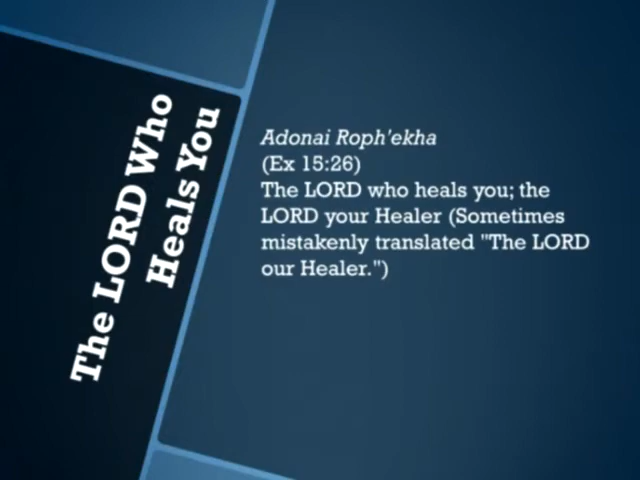 The LORD Who
Heals You
Adonai Roph'ekha
(Ex 15:26)
The LORD who heals you; the
LORD your Healer (Sometimes
mistakenly translated "The LORD
our Healer.")